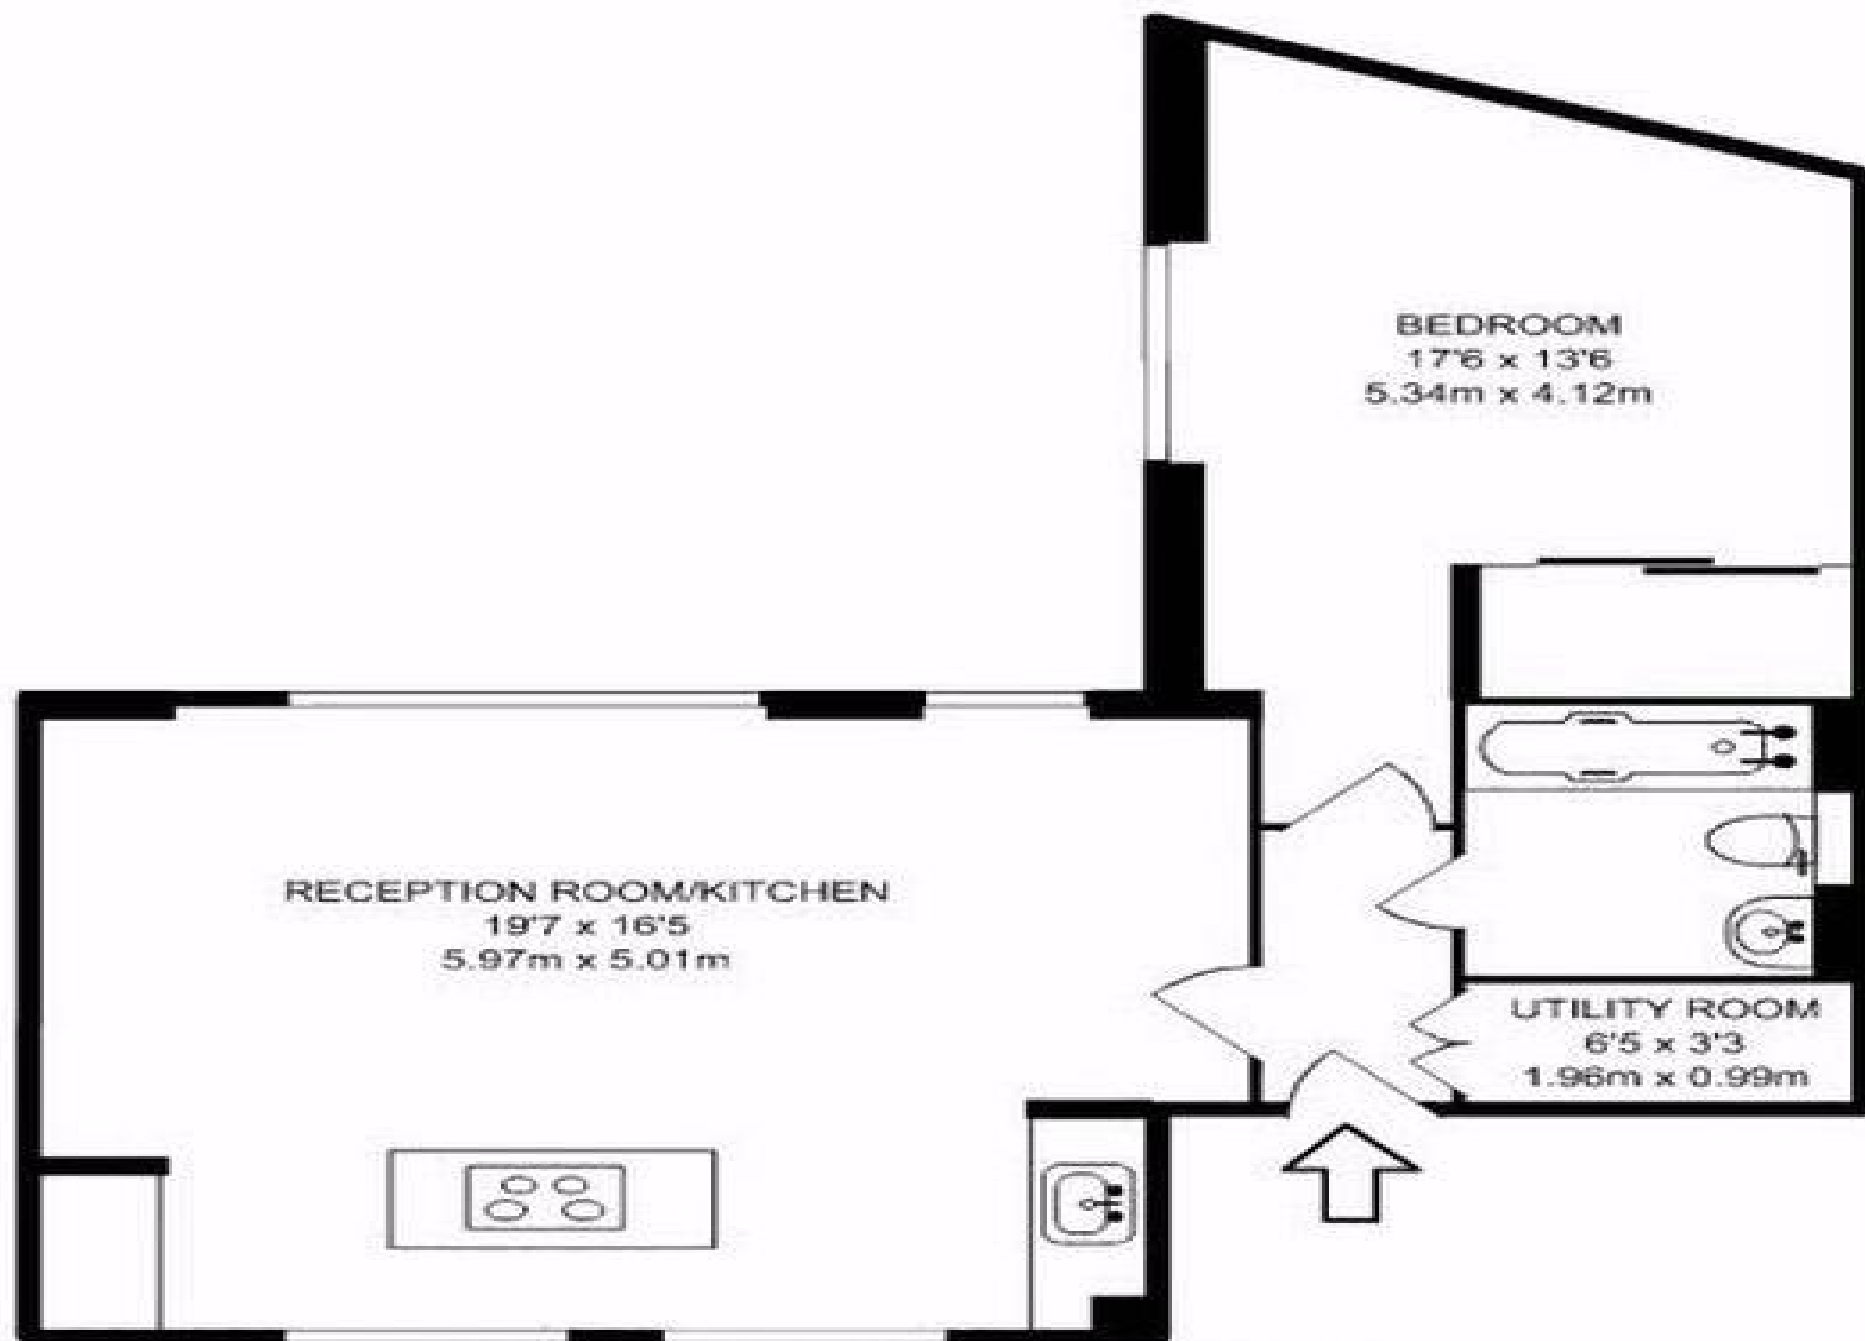 BEDROOM
17'6 x 13'6
5.34m x 4.12m
RECEPTION ROOM/KITCHEN
19'7 x 16'5
5.97m x 5.01m
UTILITY ROOM
6'5 x 3'3
1.96m x 0.99m